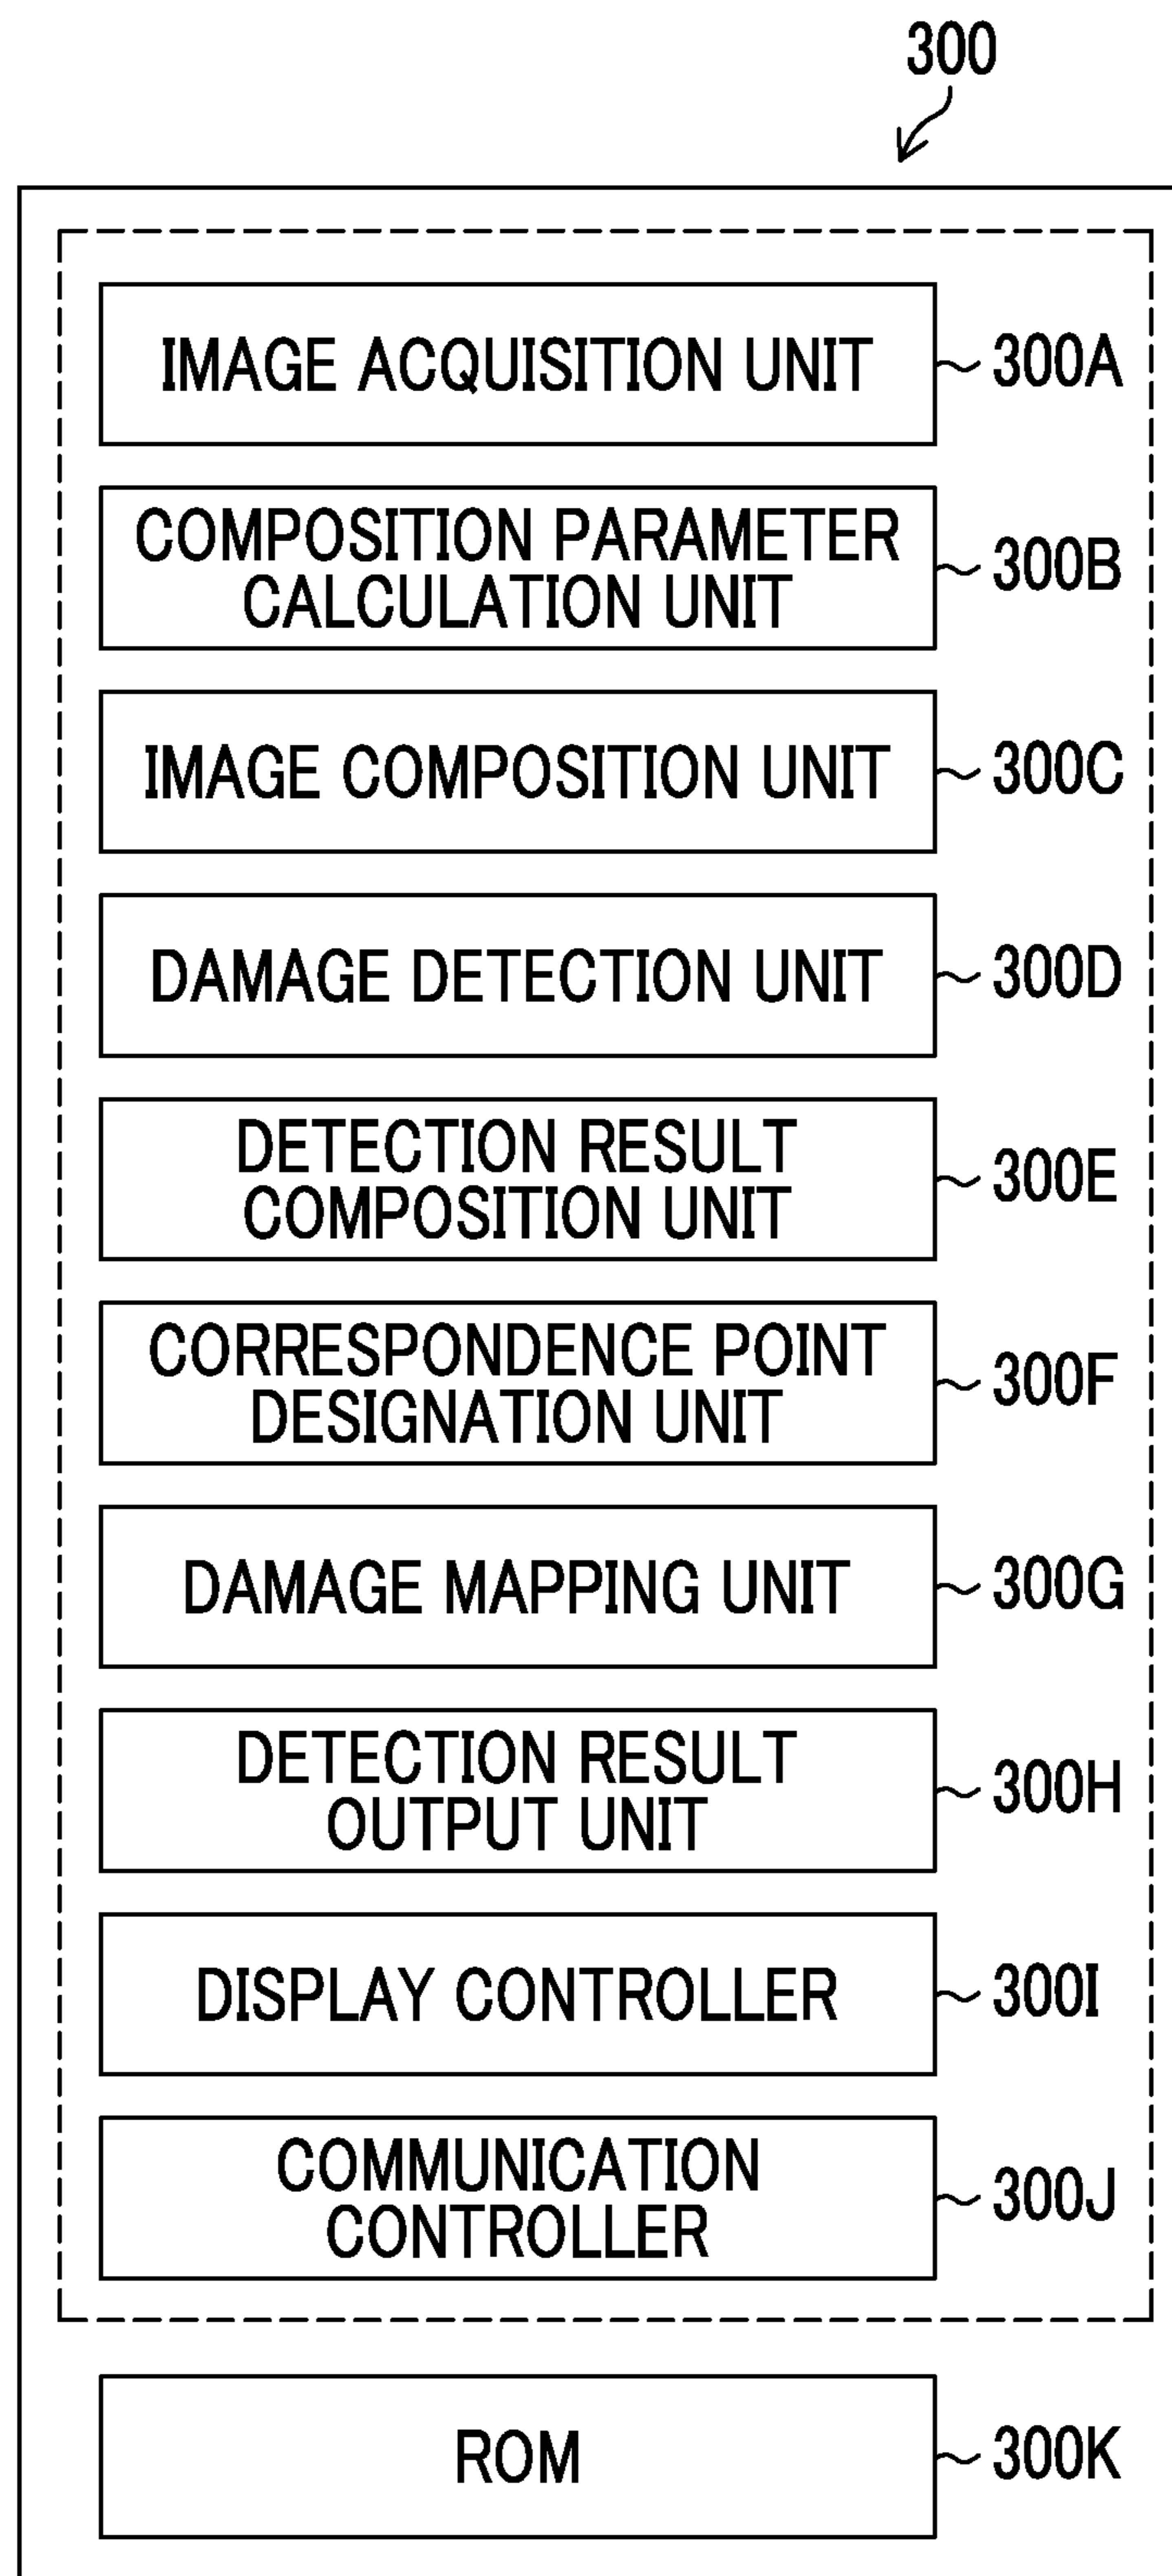 300
IMAGE ACQUISITION UNIT
300A
COMPOSITION PARAMETER
CALCULATION UNIT
300B
IMAGE COMPOSITION UNIT
300C
DAMAGE DETECTION UNIT
300D
DETECTION RESULT
COMPOSITION UNIT
300E
CORRESPONDENCE POINT
DESIGNATION UNIT
300F
DAMAGE MAPPING UNIT
300G
DETECTION RESULT
OUTPUT UNIT
300H
DISPLAY CONTROLLER
300I
COMMUNICATION
CONTROLLER
300J
ROM
300K